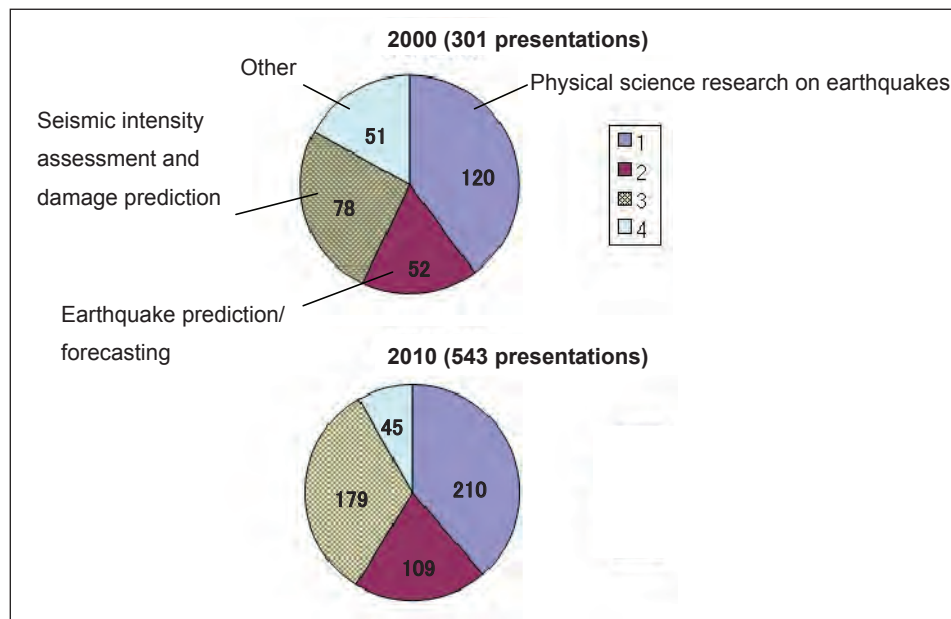 2000 (301 presentations)
Other
Physical science research on earthquakes
Seismic intensity
assessment and
damage prediction
51
120
78
52
1
2
3
4
Earthquake prediction/
forecasting
2010 (543 presentations)
45
210
179
109